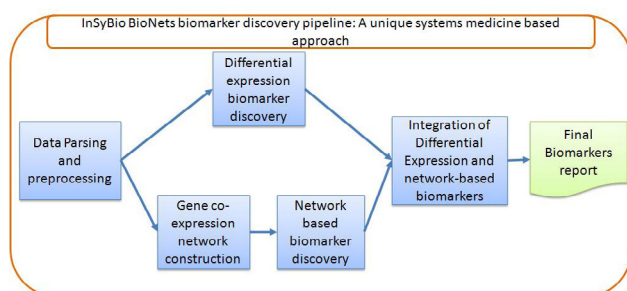 InSyBio BioNets biomarker discovery pipeline: A unique systems medicine based
approach
Differential
expression
biomarker
discovery
Data Parsing
and
preprocessing
Integration of
Differential
Expression and
network-based
biomarkers
Final
Biomarkers
report
Gene co-
expression
network
construction
Network
based
biomarker
discovery